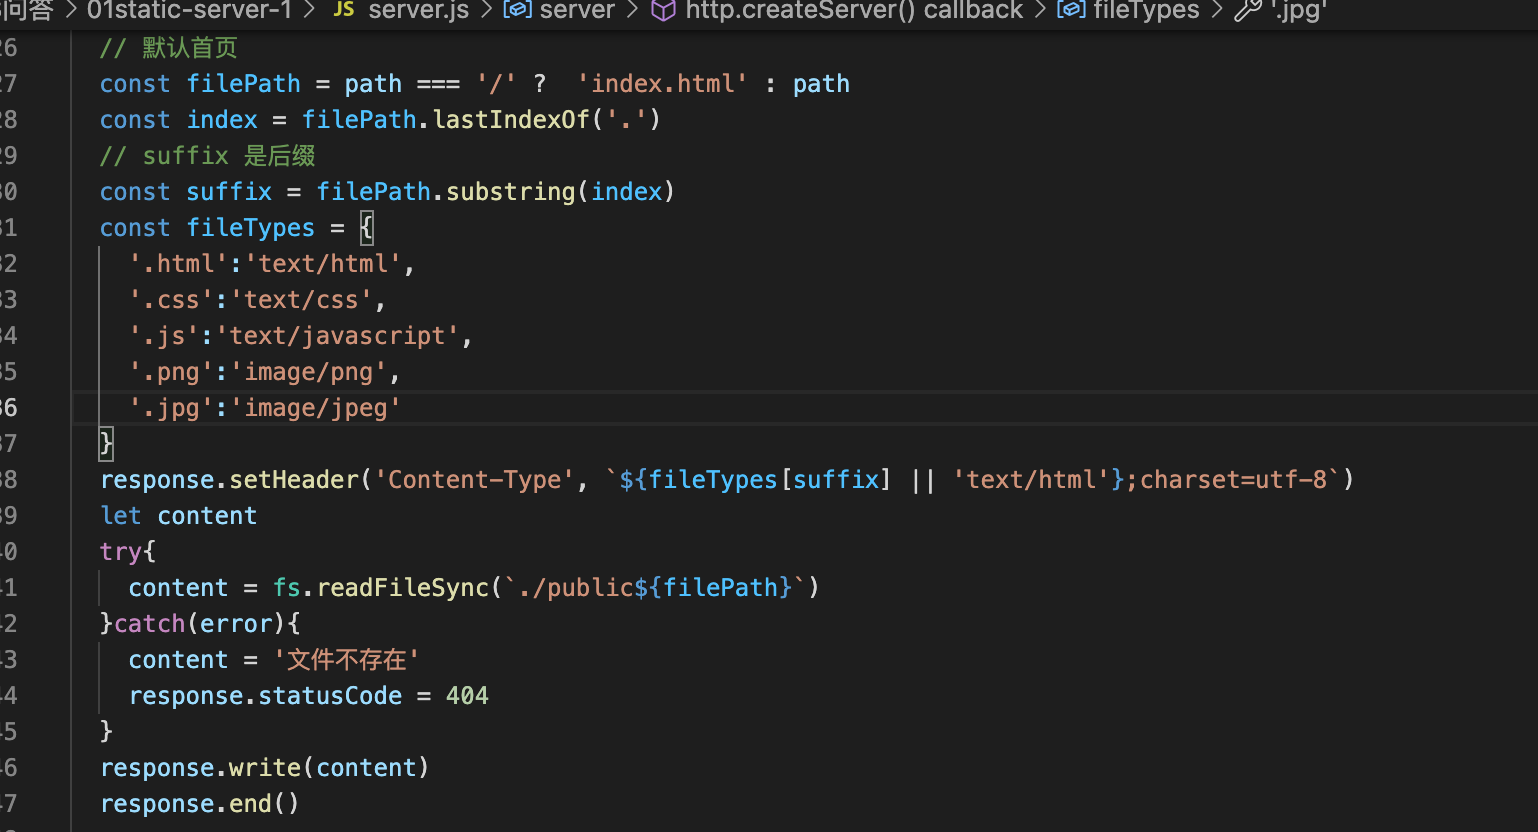 问答 > 01static-server-1 > JS server.js > server > http.createServer() callback > fileTypes > '.jpg'
26 // 默认首页
27 const filePath = path === '/' ?  'index.html' : path
28 const index = filePath.lastIndexOf('.')
29 // suffix 是后缀
30 const suffix = filePath.substring(index)
31 const fileTypes = {
32 '.html':'text/html',
33 '.css':'text/css',
34 '.js':'text/javascript',
35 '.png':'image/png',
36 '.jpg':'image/jpeg'
37 }
38 response.setHeader('Content-Type', `${fileTypes[suffix] || 'text/html'};charset=utf-8`)
39 let content
40 try{
41 content = fs.readFileSync(`./public${filePath}`)
42 }catch(error){
43 content = '文件不存在'
44 response.statusCode = 404
45 }
46 response.write(content)
47 response.end()